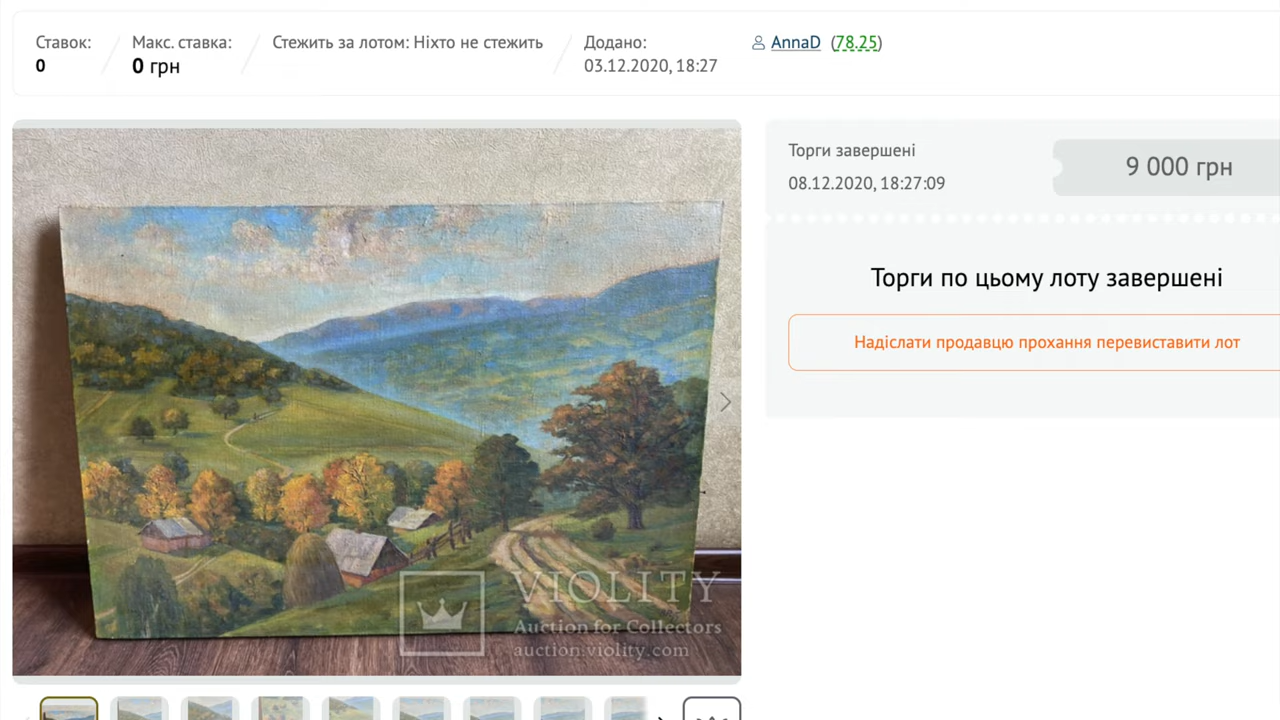 Ставок:
0
Макс. ставка:
0 грн
Стежить за лотом: Ніхто не стежить
Додано:
03.12.2020, 18:27
AnnaD (78.25)
Торги завершені
08.12.2020, 18:27:09
9 000 грн
Торги по цьому лоту завершені
Надіслати продавцю прохання перевиставити лот
VIOLITY
Auction for Collectors
auction.violity.com